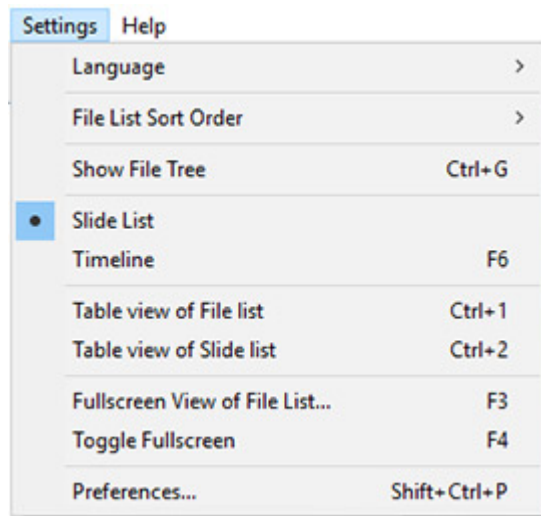 Settings Help
Language
File List Sort Order
Show File Tree Ctrl+G
Slide List
Timeline F6
Table view of File list Ctrl+1
Table view of Slide list Ctrl+2
Fullscreen View of File List... F3
Toggle Fullscreen F4
Preferences... Shift+Ctrl+P